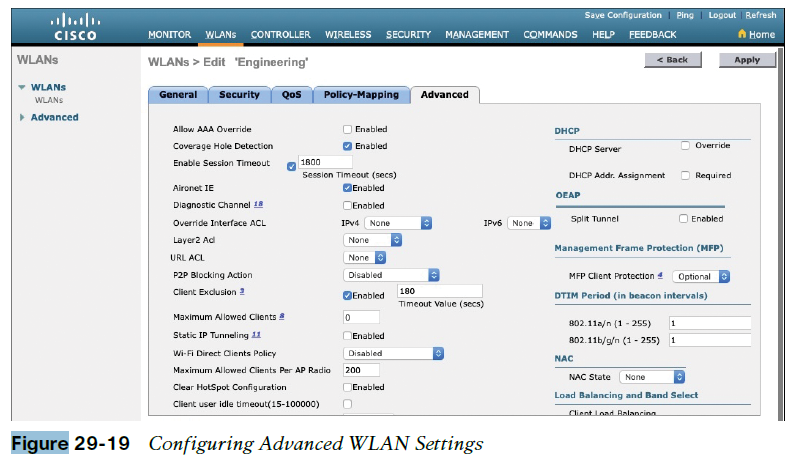 Save Configuration | Ping | Logout | Refresh
CISCO
MONITOR WLANs CONTROLLER WIRELESS SECURITY MANAGEMENT COMMANDS HELP FEEDBACK Home
WLANs
WLANs > Edit 'Engineering'
< Back
Apply
WLANs
WLANs
Advanced
General Security QoS Policy-Mapping Advanced
Allow AAA Override Enabled
Coverage Hole Detection Enabled
Enable Session Timeout 1800
Session Timeout (secs)
Aironet IE Enabled
Diagnostic Channel 18 Enabled
Override Interface ACL IPv4 None IPv6 None
Layer2 Acl None
URL ACL None
P2P Blocking Action Disabled
Client Exclusion 3 Enabled 180
Timeout Value (secs)
Maximum Allowed Clients 8 0
Static IP Tunneling 11 Enabled
Wi-Fi Direct Clients Policy Disabled
Maximum Allowed Clients Per AP Radio 200
Clear HotSpot Configuration Enabled
Client user idle timeout(15-100000)
DHCP
DHCP Server Override
DHCP Addr. Assignment Required
OEAP
Split Tunnel Enabled
Management Frame Protection (MFP)
MFP Client Protection 4 Optional
DTIM Period (in beacon intervals)
802.11a/n (1 - 255) 1
802.11b/g/n (1 - 255) 1
NAC
NAC State None
Load Balancing and Band Select
Client Load Balancing
Figure 29-19 Configuring Advanced WLAN Settings